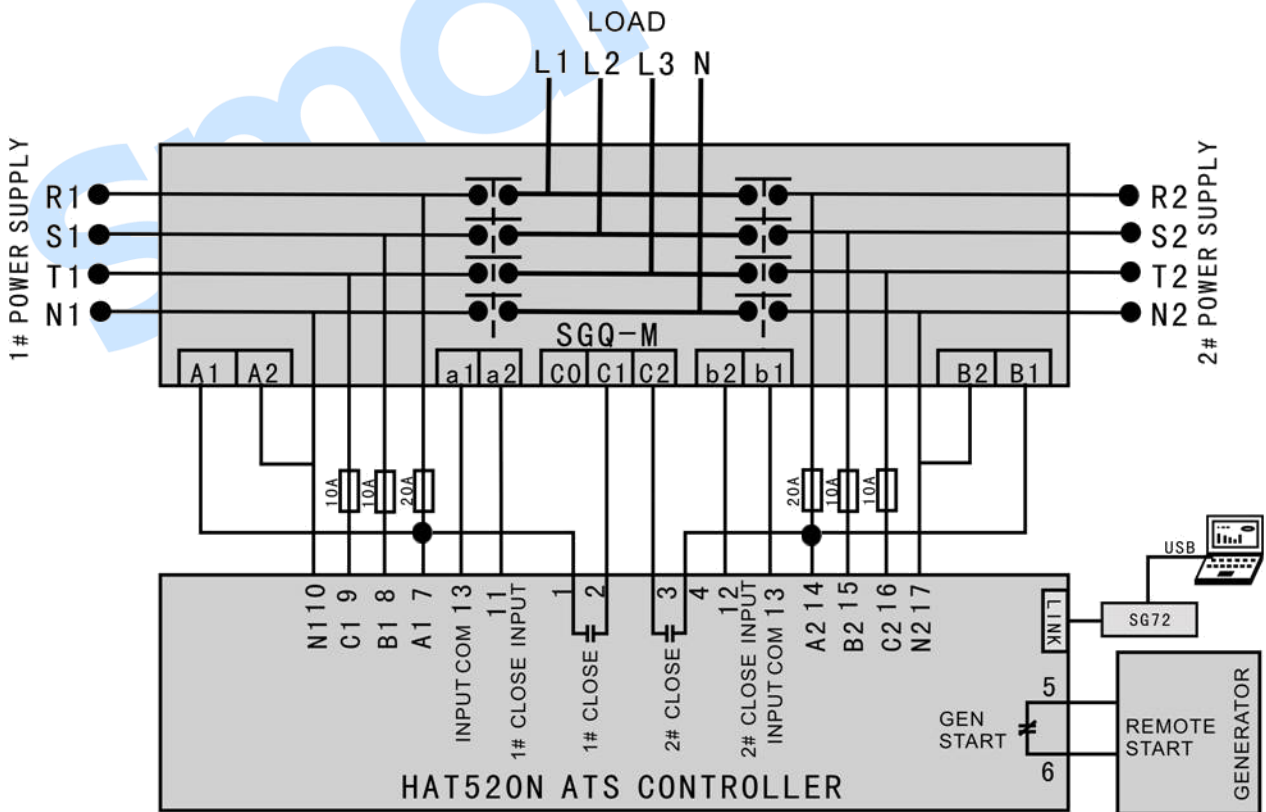 LOAD
L1 L2 L3 N
1# POWER SUPPLY
R1
S1
T1
N1
R2
S2
T2
N2
2# POWER SUPPLY
SGQ-M
A1 A2 a1 a2 C0 C1 C2 b2 b1 B2 B1
10A 10A 20A 20A 10A 10A
N1 10
C1 9
B1 8
A1 7
INPUT COM 13
11
1# CLOSE INPUT
1 2
1# CLOSE
3 4
2# CLOSE
12
2# CLOSE INPUT
INPUT COM 13
A2 14
B2 15
C2 16
N2 17
LINK
USB
SG72
5
6
GEN
START
REMOTE
START
GENERATOR
HAT520N ATS CONTROLLER
smar